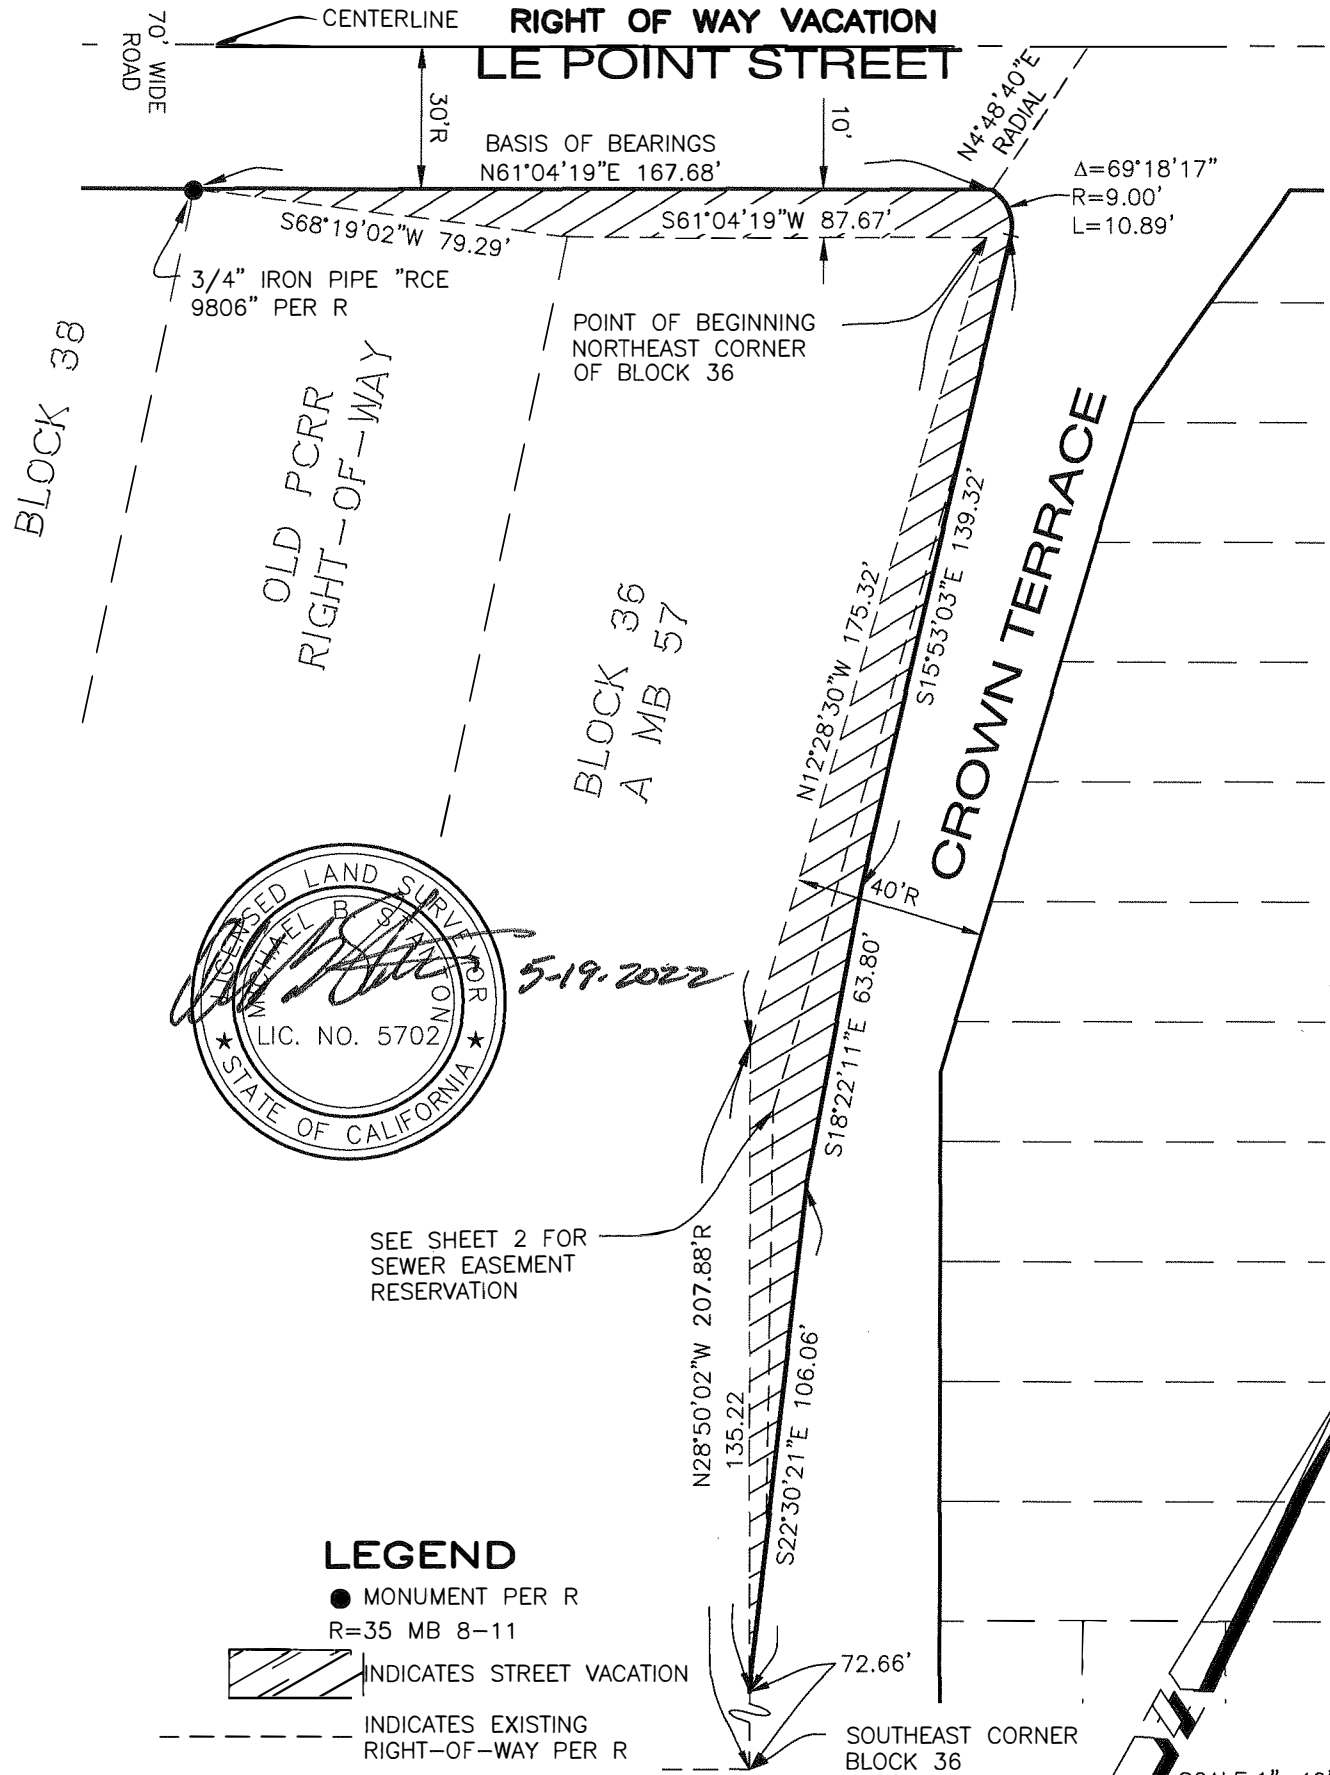 CENTERLINE
RIGHT OF WAY VACATION
LE POINT STREET
70' WIDE
ROAD
30'R
10'
BASIS OF BEARINGS
N61°04'19"E 167.68'
N4°48'40"E
RADIAL
Δ=69°18'17"
R=9.00'
L=10.89'
S68°19'02"W 79.29'
S61°04'19"W 87.67'
3/4" IRON PIPE "RCE
9806" PER R
POINT OF BEGINNING
NORTHEAST CORNER
OF BLOCK 36
BLOCK 38
OLD PCRR
RIGHT-OF-WAY
BLOCK 36
A MB 57
N12°28'30"W 175.32'
S15°53'03"E 139.32'
CROWN TERRACE
40'R
LICENSED LAND SURVEYOR
MICHAEL B. STANTON
LIC. NO. 5702
STATE OF CALIFORNIA
5-19-2022
S18°22'11"E 63.80'
SEE SHEET 2 FOR
SEWER EASEMENT
RESERVATION
N28°50'02"W 207.88'R
135.22
S22°30'21"E 106.06'
LEGEND
MONUMENT PER R
R=35 MB 8-11
INDICATES STREET VACATION
INDICATES EXISTING
RIGHT-OF-WAY PER R
72.66'
SOUTHEAST CORNER
BLOCK 36